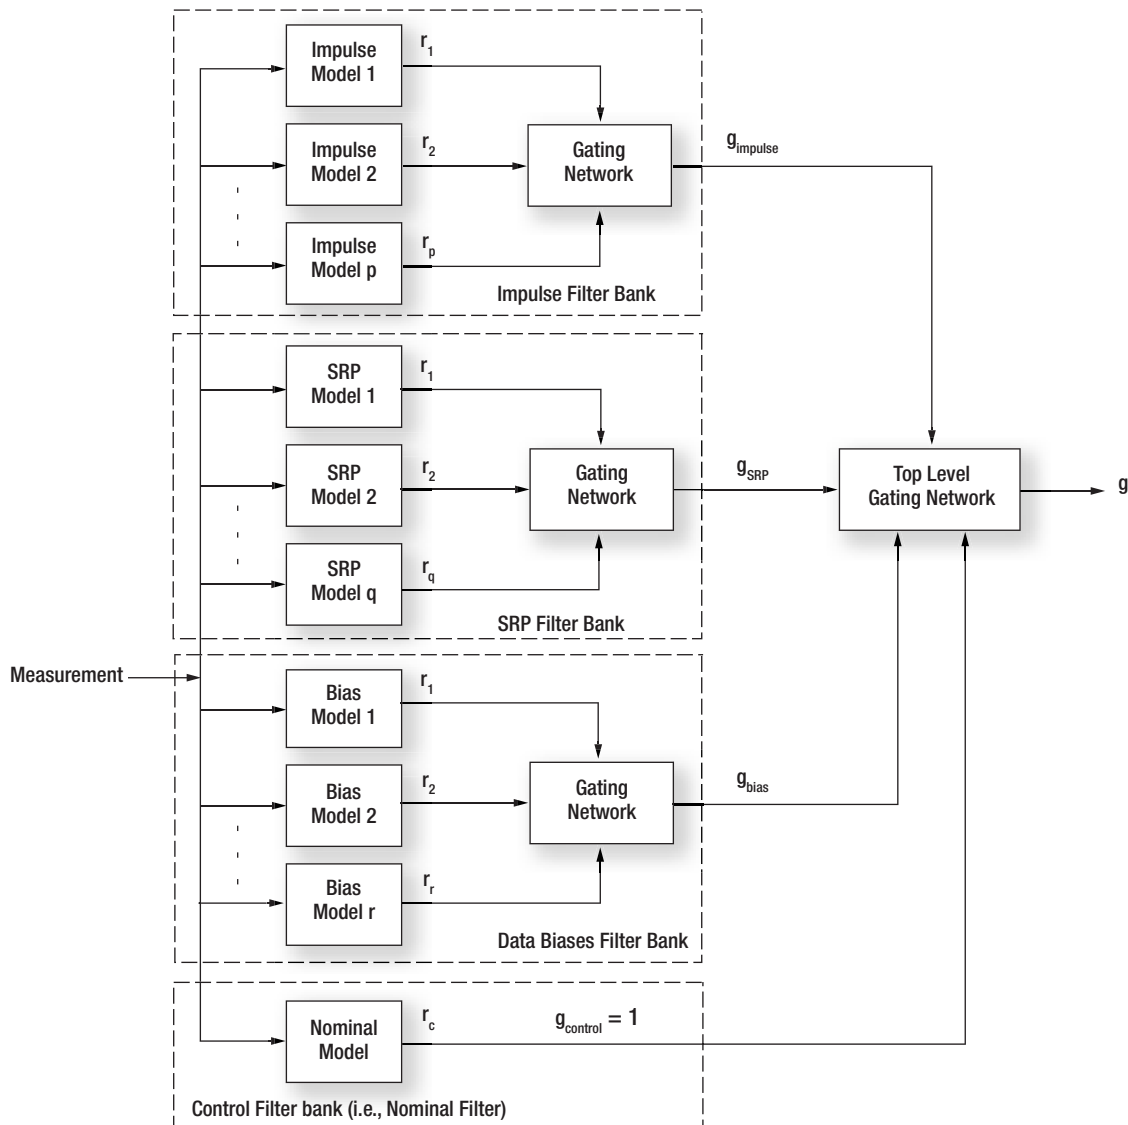 Impulse
Model 1
r1
Impulse
Model 2
r2
Gating
Network
gimpulse
Impulse
Model p
rp
Impulse Filter Bank
SRP
Model 1
r1
SRP
Model 2
r2
Gating
Network
gSRP
Top Level
Gating Network
g
SRP
Model q
rq
SRP Filter Bank
Measurement
Bias
Model 1
r1
Bias
Model 2
r2
Gating
Network
gbias
Bias
Model r
rr
Data Biases Filter Bank
Nominal
Model
rc
gcontrol = 1
Control Filter bank (i.e., Nominal Filter)